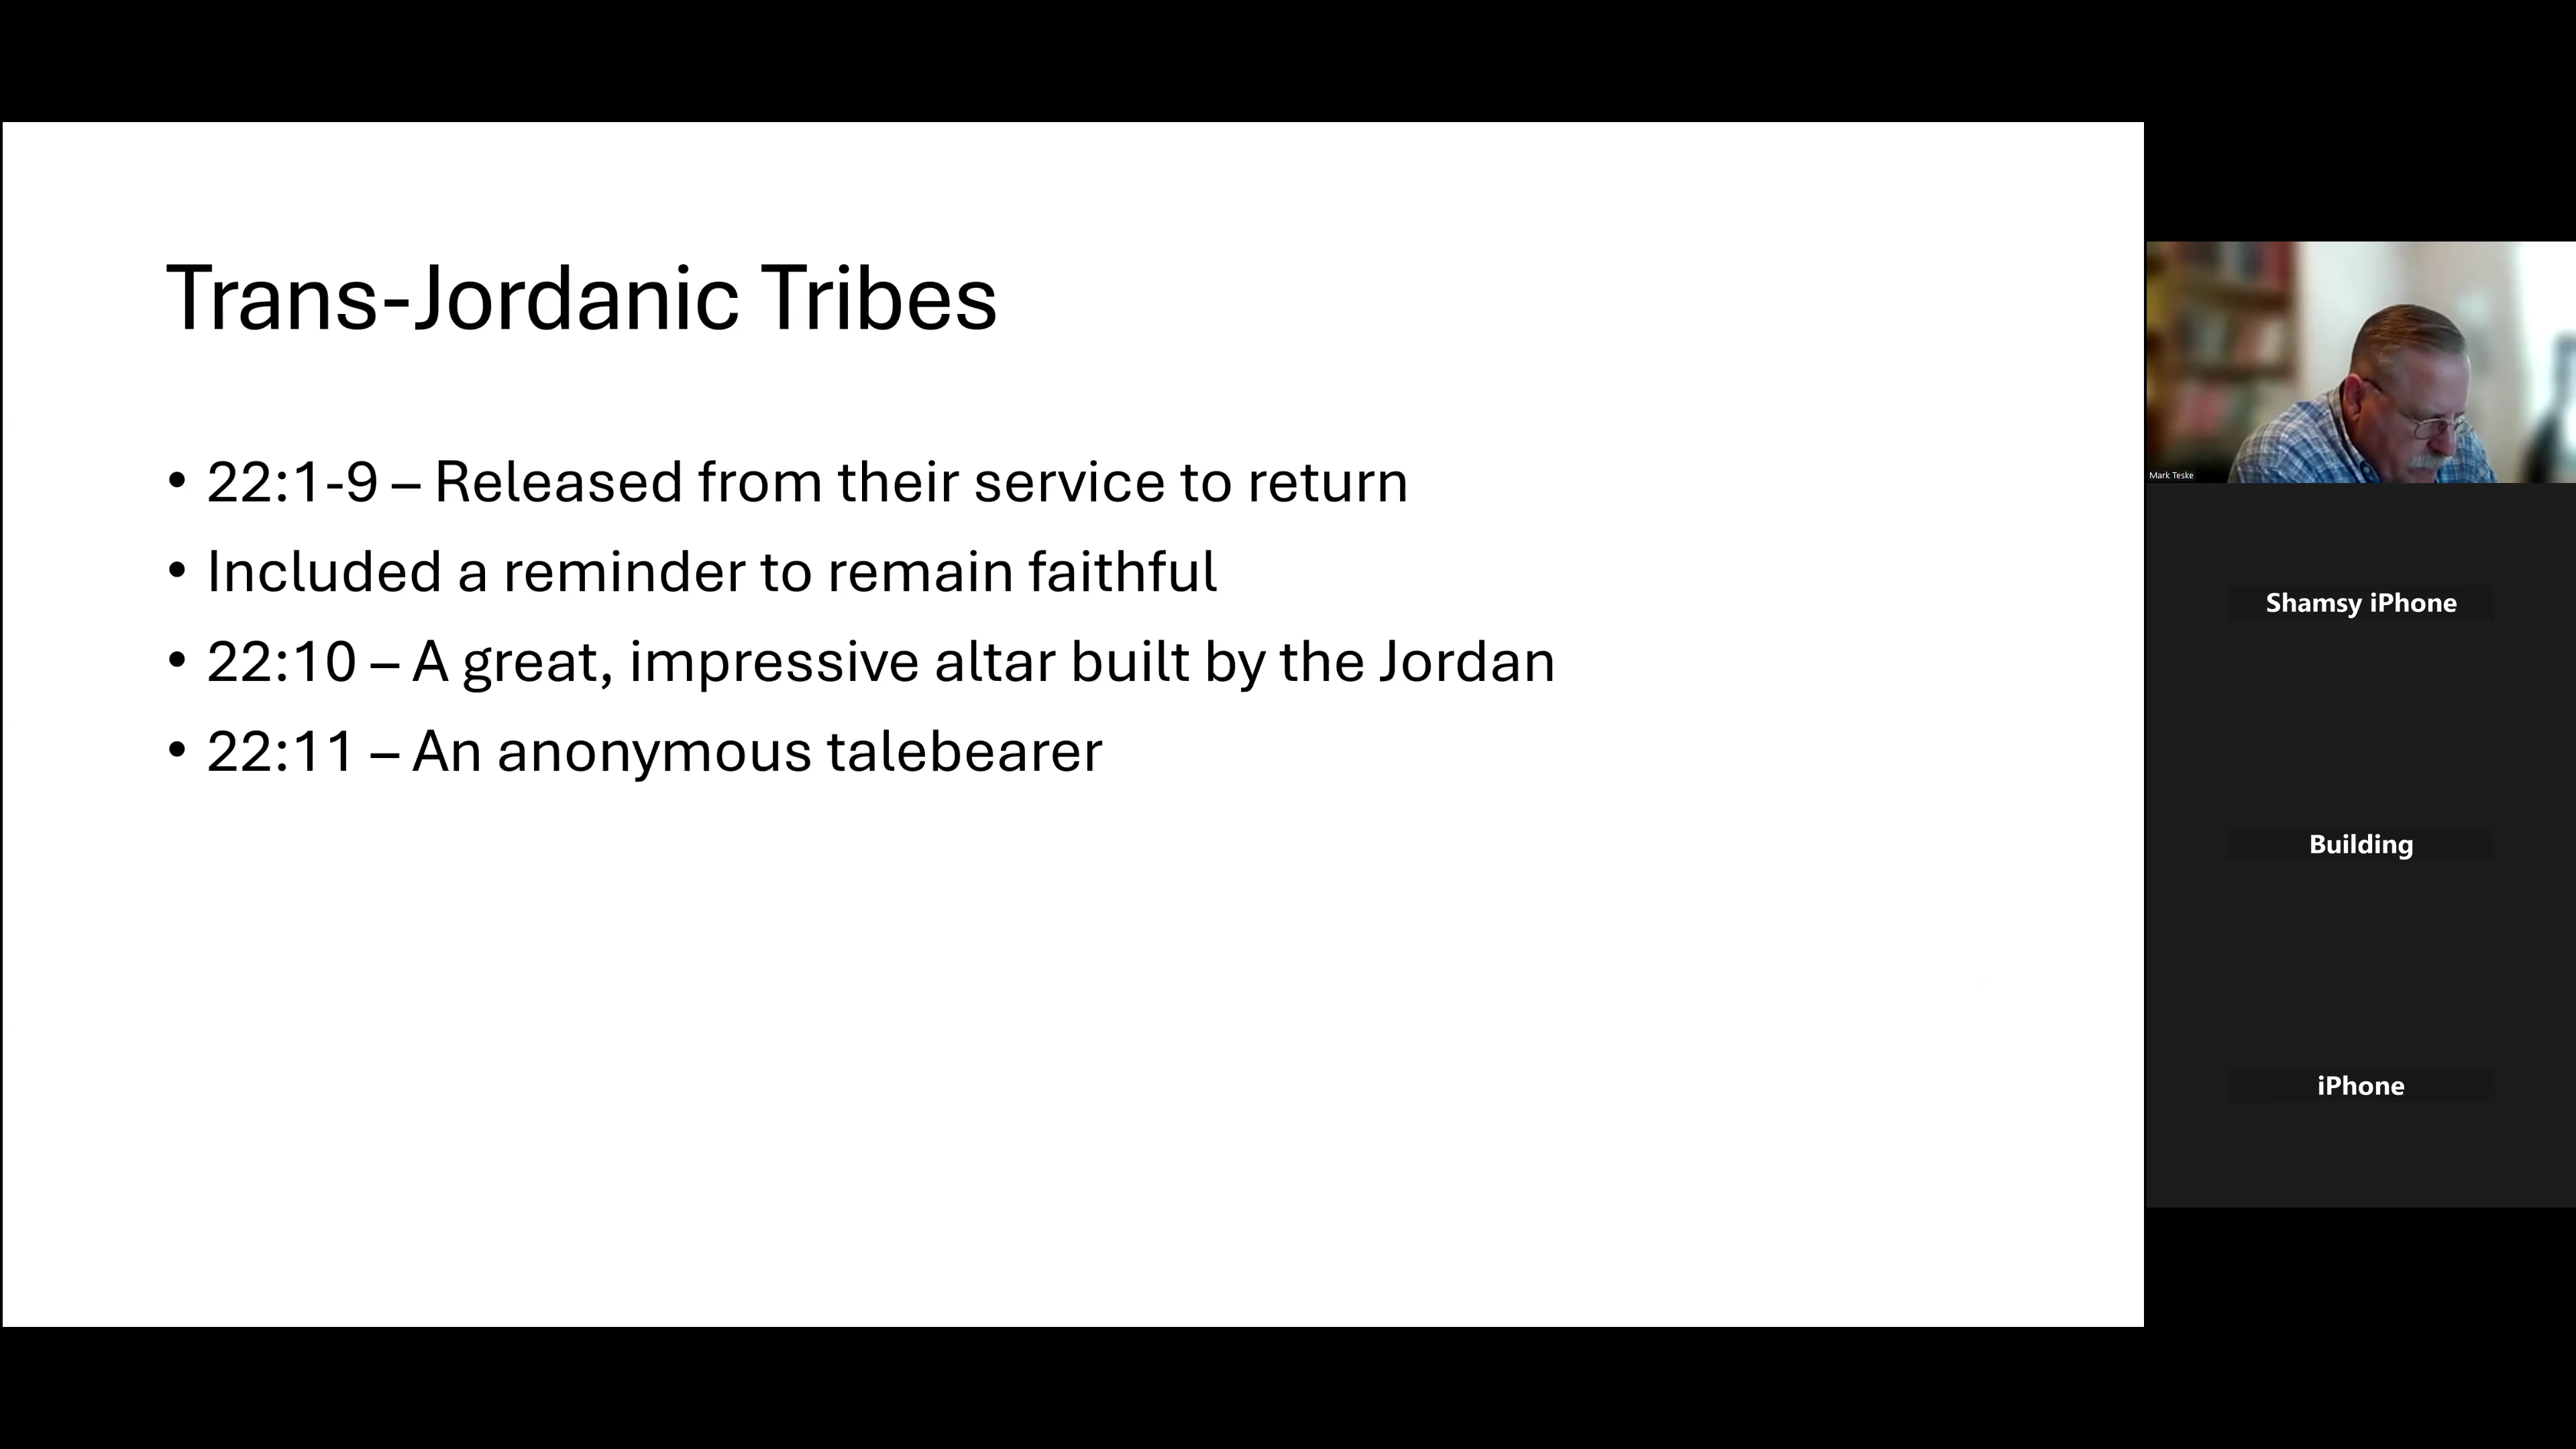 Trans-Jordanic Tribes
• 22:1-9 – Released from their service to return
• Included a reminder to remain faithful
• 22:10 – A great, impressive altar built by the Jordan
• 22:11 – An anonymous talebearer
Mark Teske
Shamsy iPhone
Building
iPhone